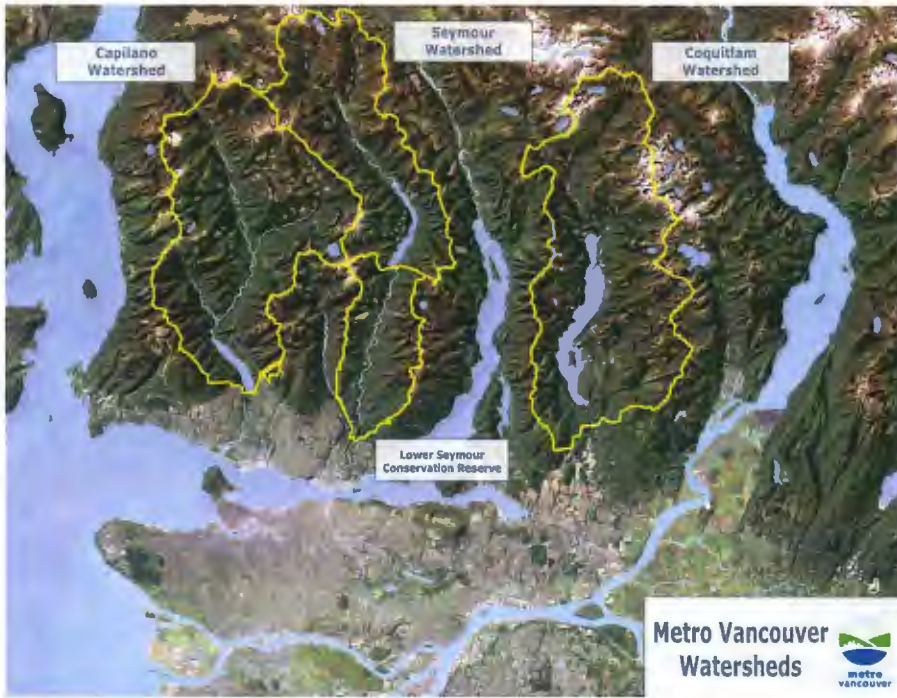 Capilano
Watershed
Seymour
Watershed
Coquitlam
Watershed
Lower Seymour
Conservation Reserve
Metro Vancouver
Watersheds
metro
vancouver